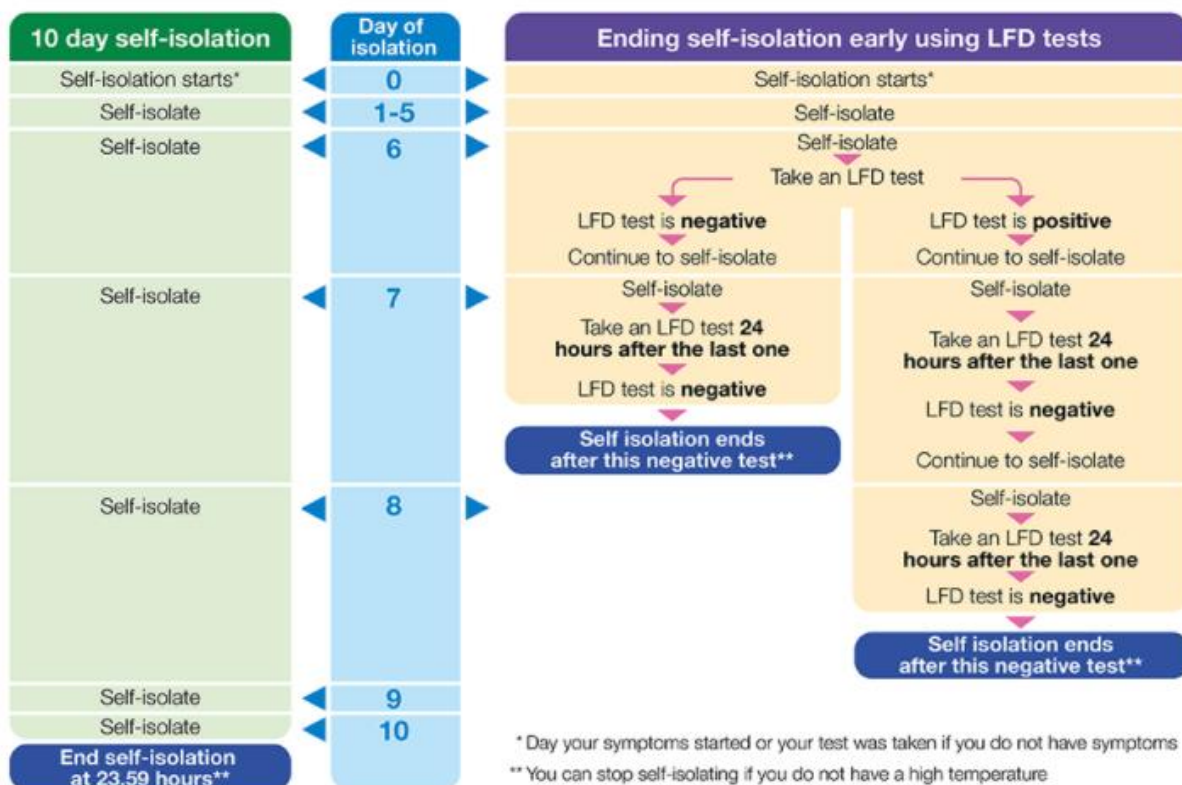 10 day self-isolation
Day of
isolation
Ending self-isolation early using LFD tests
Self-isolation starts*
0
Self-isolation starts*
Self-isolate
1-5
Self-isolate
Self-isolate
6
Self-isolate
Take an LFD test
LFD test is negative
LFD test is positive
Continue to self-isolate
Continue to self-isolate
Self-isolate
7
Self-isolate
Self-isolate
Take an LFD test 24
hours after the last one
Take an LFD test 24
hours after the last one
LFD test is negative
LFD test is negative
Self isolation ends
after this negative test**
Continue to self-isolate
Self-isolate
8
Self-isolate
Take an LFD test 24
hours after the last one
LFD test is negative
Self isolation ends
after this negative test**
Self-isolate
9
Self-isolate
10
End self-isolation
at 23.59 hours**
* Day your symptoms started or your test was taken if you do not have symptoms
** You can stop self-isolating if you do not have a high temperature